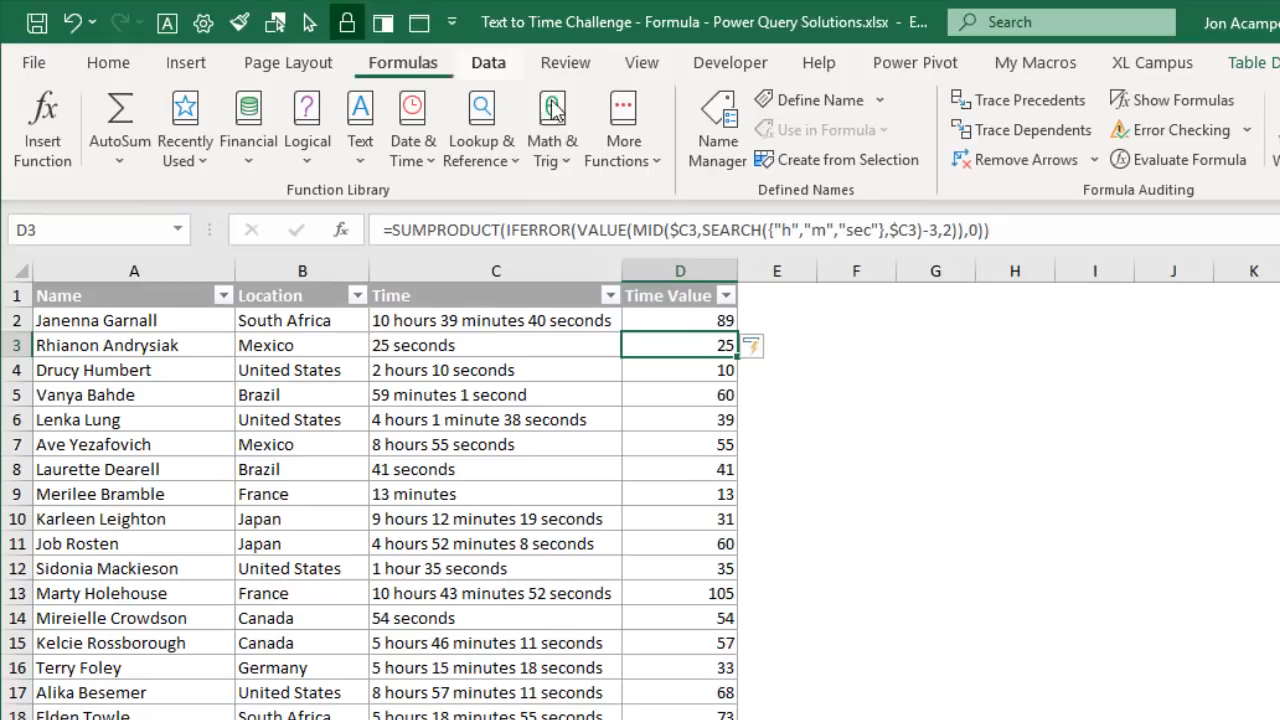 Text to Time Challenge - Formula - Power Query Solutions.xlsx - E...
Search
Jon Acampo
File Home Insert Page Layout Formulas Data Review View Developer Help Power Pivot My Macros XL Campus Table D
fx Insert Function
AutoSum
Recently Used
Financial
Logical
Text
Date & Time
Lookup & Reference
Math & Trig
More Functions
Function Library
Name Manager
Define Name
Use in Formula
Create from Selection
Defined Names
Trace Precedents
Trace Dependents
Remove Arrows
Show Formulas
Error Checking
Evaluate Formula
Formula Auditing
D3 fx =SUMPRODUCT(IFERROR(VALUE(MID($C3,SEARCH({"h","m","sec"},$C3)-3,2)),0))
A B C D E F G H I J K
1 Name Location Time Time Value
2 Janenna Garnall South Africa 10 hours 39 minutes 40 seconds 89
3 Rhianon Andrysiak Mexico 25 seconds 25
4 Drucy Humbert United States 2 hours 10 seconds 10
5 Vanya Bahde Brazil 59 minutes 1 second 60
6 Lenka Lung United States 4 hours 1 minute 38 seconds 39
7 Ave Yezafovich Mexico 8 hours 55 seconds 55
8 Laurette Dearell Brazil 41 seconds 41
9 Merilee Bramble France 13 minutes 13
10 Karleen Leighton Japan 9 hours 12 minutes 19 seconds 31
11 Job Rosten Japan 4 hours 52 minutes 8 seconds 60
12 Sidonia Mackieson United States 1 hour 35 seconds 35
13 Marty Holehouse France 10 hours 43 minutes 52 seconds 105
14 Mireielle Crowdson Canada 54 seconds 54
15 Kelcie Rossborough Canada 5 hours 46 minutes 11 seconds 57
16 Terry Foley Germany 5 hours 15 minutes 18 seconds 33
17 Alika Besemer United States 8 hours 57 minutes 11 seconds 68
18 Elden Towle South Africa 5 hours 18 minutes 55 seconds 73